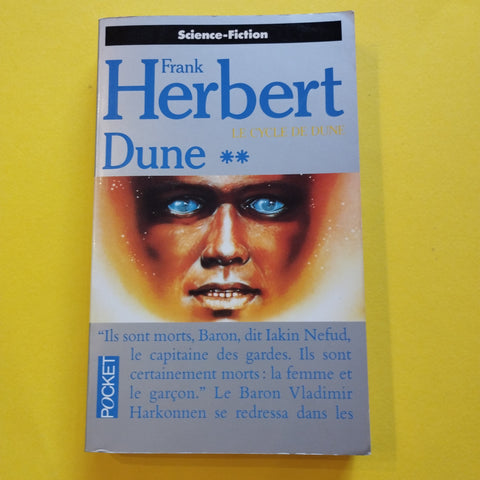 Science-Fiction
Frank
Herbert
LE CYCLE DE DUNE
Dune **
"Ils sont morts, Baron, dit Iakin Nefud,
le capitaine des gardes. Ils sont
certainement morts : la femme et
le garçon." Le Baron Vladimir
Harkonnen se redressa dans les
POCKET